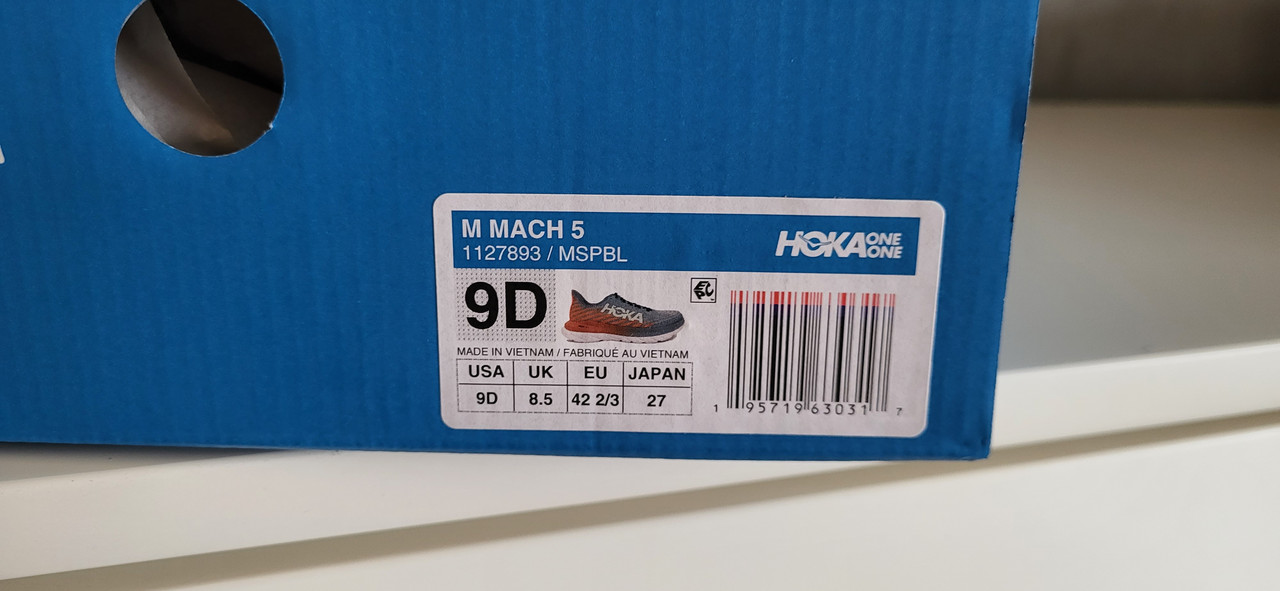 M MACH 5
1127893 / MSPBL
HOKA ONE ONE
9D
HOKA
MADE IN VIETNAM / FABRIQUÉ AU VIETNAM
USA UK EU JAPAN
9D 8.5 42 2/3 27
1 95719 63031 7